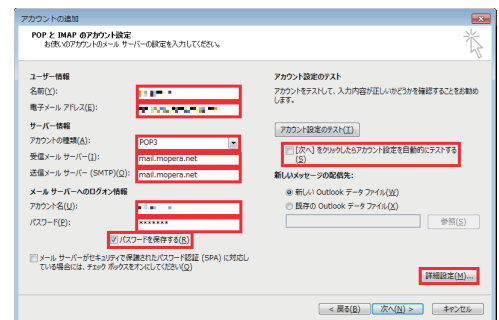 アカウントの追加
POP と IMAP のアカウント設定
お使いのアカウントのメール サーバーの設定を入力してください。
ユーザー情報
名前(Y):
電子メール アドレス(E):
サーバー情報
アカウントの種類(A): POP3
受信メール サーバー(I): mail.mopera.net
送信メール サーバー (SMTP)(O): mail.mopera.net
メール サーバーへのログオン情報
アカウント名(U):
パスワード(P): *******
パスワードを保存する(R)
メール サーバーがセキュリティで保護されたパスワード認証 (SPA) に対応し
ている場合には、チェック ボックスをオンにしてください(Q)
アカウント設定のテスト
アカウントをテストして、入力内容が正しいかどうかを確認することをお勧め
します。
アカウント設定のテスト(T)
[次へ] をクリックしたらアカウント設定を自動的にテストする
(S)
新しいメッセージの配信先:
新しい Outlook データ ファイル(W)
既存の Outlook データ ファイル(X)
参照(S)
詳細設定(M)...
< 戻る(B)
次へ(N) >
キャンセル